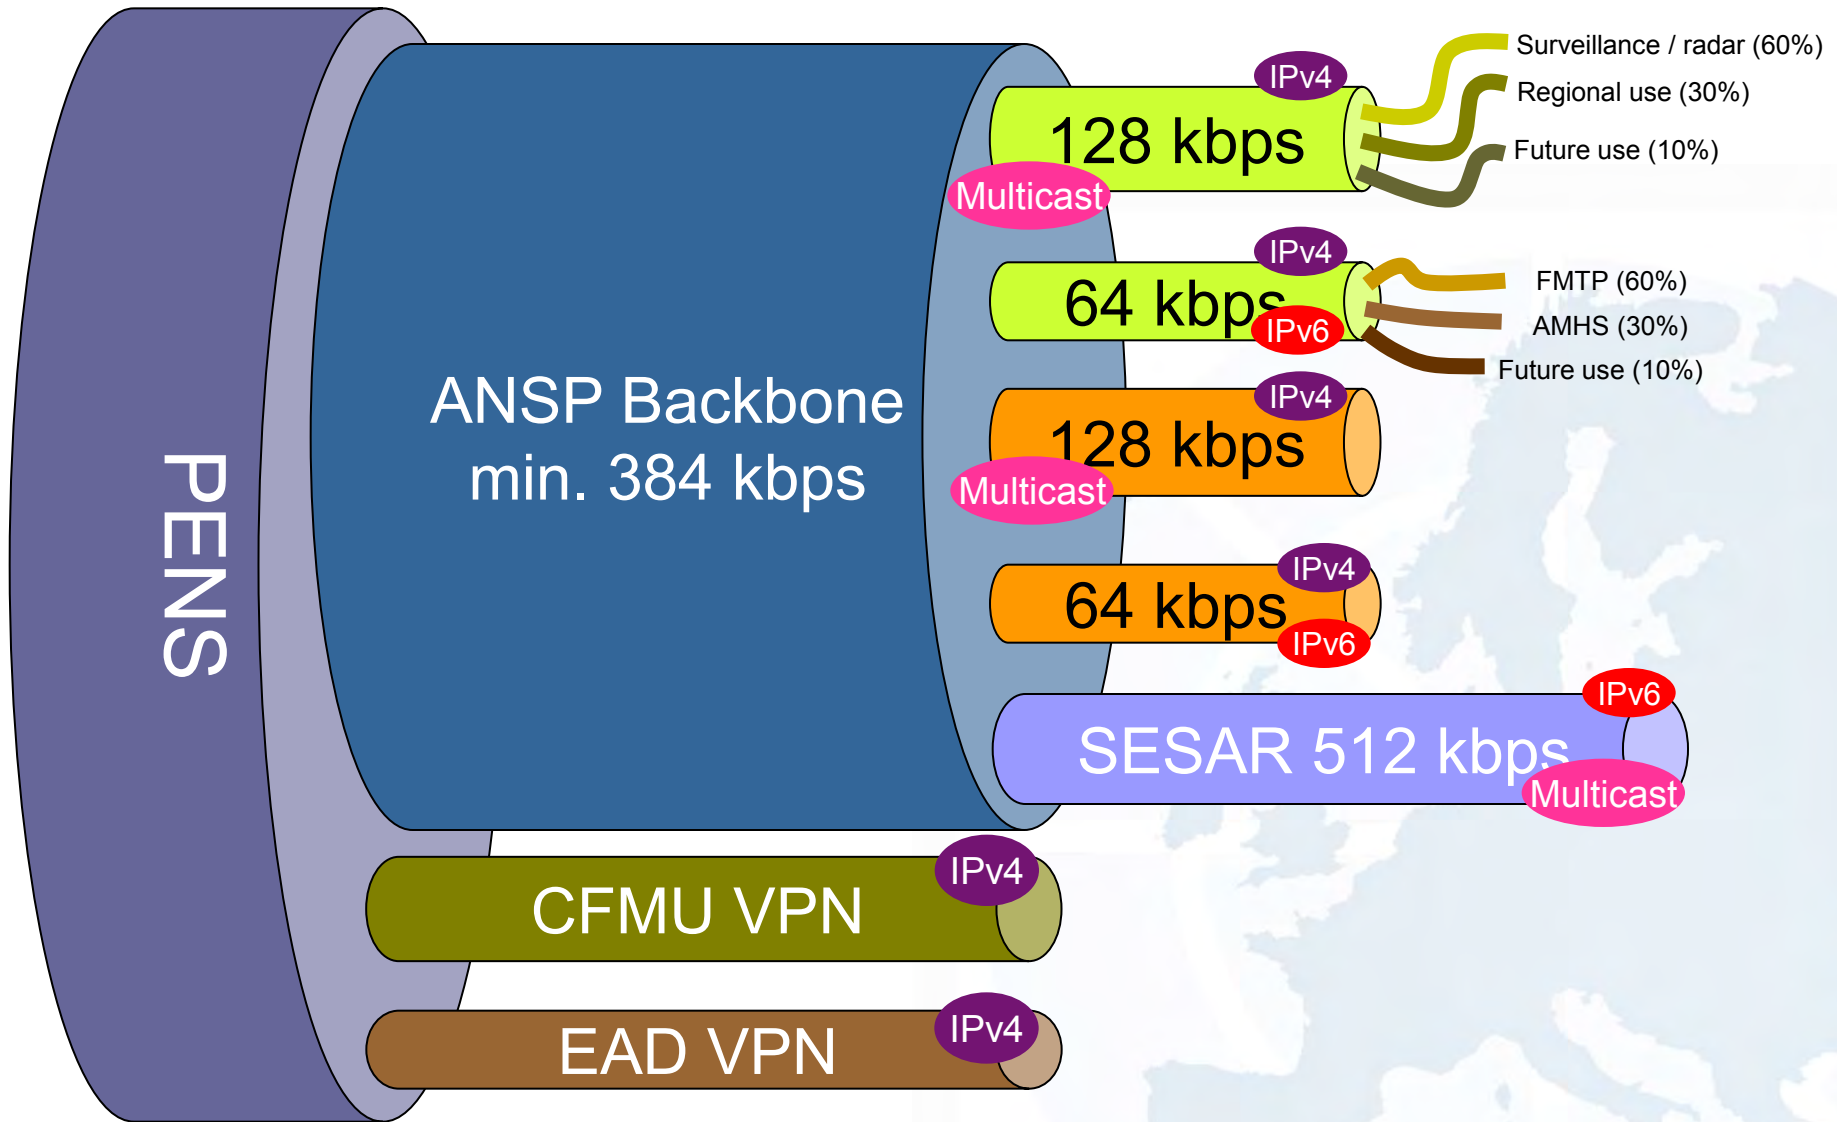 PENS
ANSP Backbone
min. 384 kbps
IPv4
128 kbps
Multicast
Surveillance / radar (60%)
Regional use (30%)
Future use (10%)
IPv4
64 kbps
IPv6
FMTP (60%)
AMHS (30%)
Future use (10%)
IPv4
128 kbps
Multicast
IPv4
64 kbps
IPv6
IPv6
SESAR 512 kbps
Multicast
IPv4
CFMU VPN
IPv4
EAD VPN